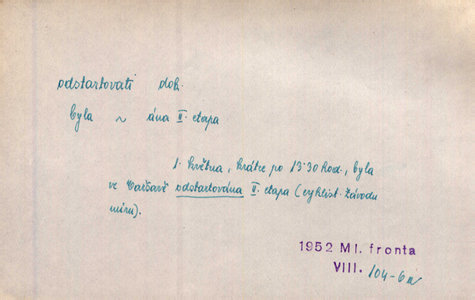 odstartovati dok.
byla ~ ána II. etapa
1. května, krátce po 13·30 hod., byla
ve Varšavě odstartována II. etapa (cyklist. Závodu
míru).
1952 Ml. fronta
VIII. 104-6a